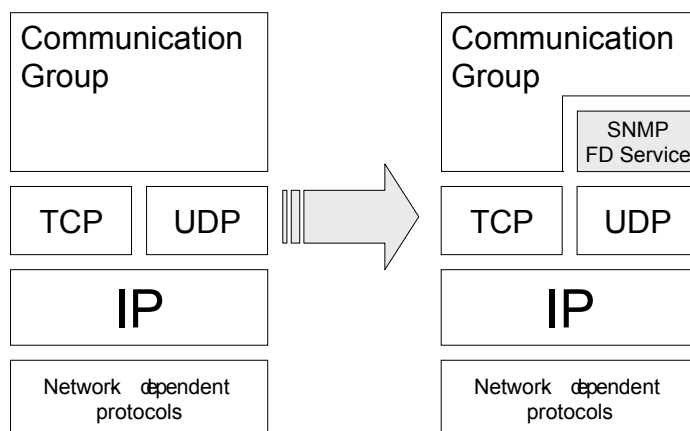 Communication
Group
TCP
UDP
IP
Network dependent
protocols
Communication
Group
SNMP
FD Service
TCP
UDP
IP
Network dependent
protocols